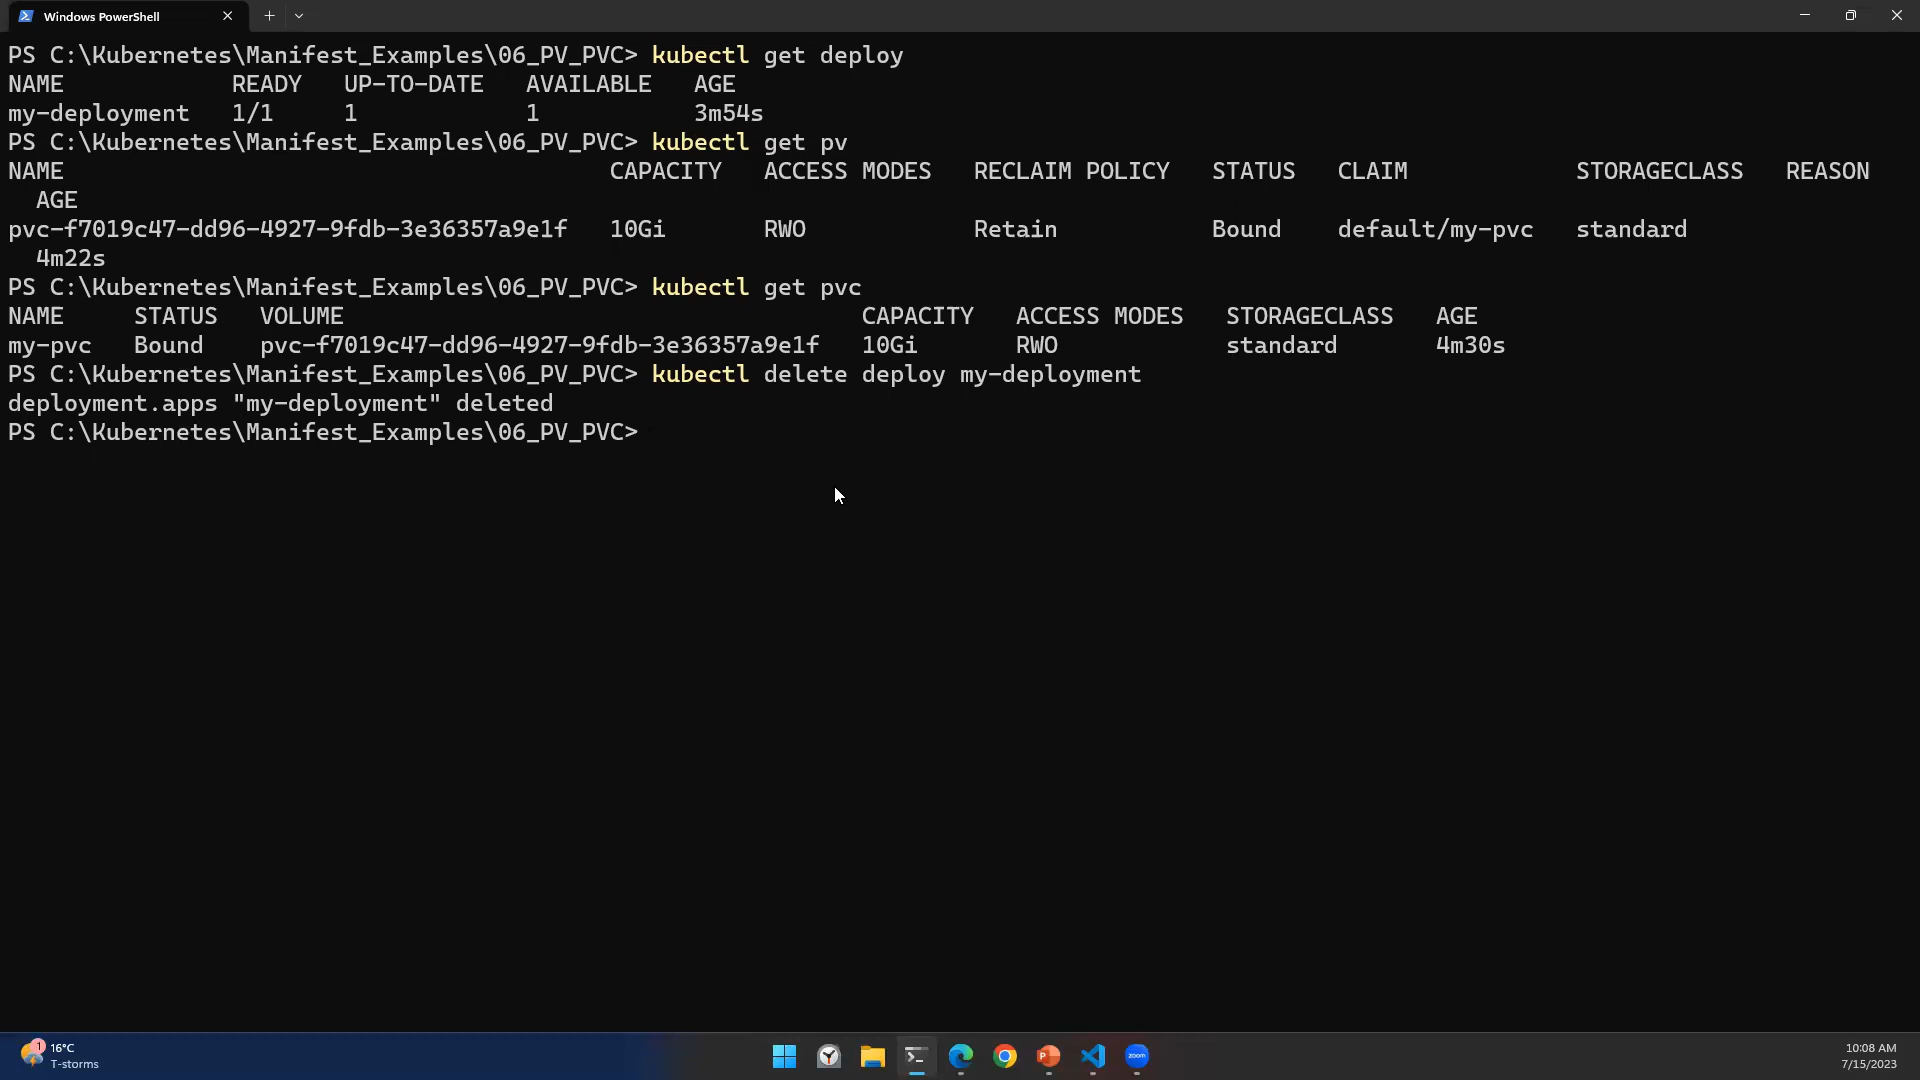 Windows PowerShell
PS C:\Kubernetes\Manifest_Examples\06_PV_PVC> kubectl get deploy
NAME READY UP-TO-DATE AVAILABLE AGE
my-deployment 1/1 1 1 3m54s
PS C:\Kubernetes\Manifest_Examples\06_PV_PVC> kubectl get pv
NAME CAPACITY ACCESS MODES RECLAIM POLICY STATUS CLAIM STORAGECLASS REASON
AGE
pvc-f7019c47-dd96-4927-9fdb-3e36357a9e1f 10Gi RWO Retain Bound default/my-pvc standard
4m22s
PS C:\Kubernetes\Manifest_Examples\06_PV_PVC> kubectl get pvc
NAME STATUS VOLUME CAPACITY ACCESS MODES STORAGECLASS AGE
my-pvc Bound pvc-f7019c47-dd96-4927-9fdb-3e36357a9e1f 10Gi RWO standard 4m30s
PS C:\Kubernetes\Manifest_Examples\06_PV_PVC> kubectl delete deploy my-deployment
deployment.apps "my-deployment" deleted
PS C:\Kubernetes\Manifest_Examples\06_PV_PVC>
1
16°C
T-storms
P
zoom
10:08 AM
7/15/2023